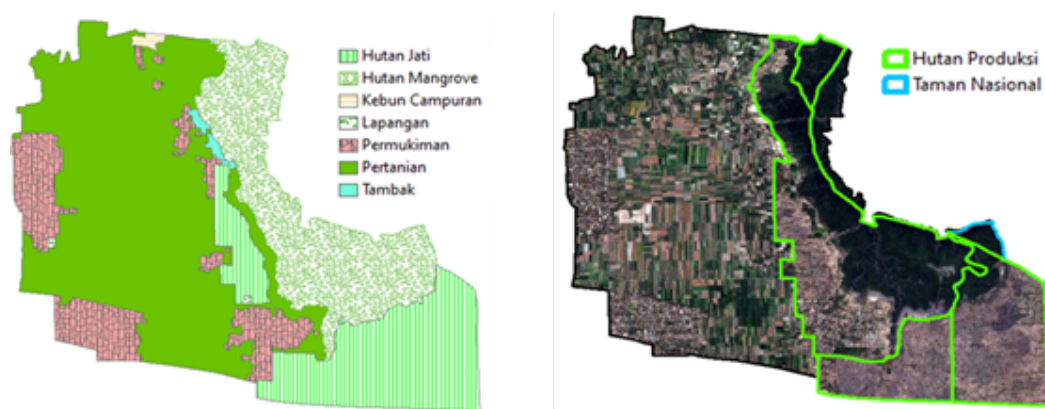 Hutan Jati
Hutan Mangrove
Kebun Campuran
Lapangan
Permukiman
Pertanian
Tambak
Hutan Produksi
Taman Nasional